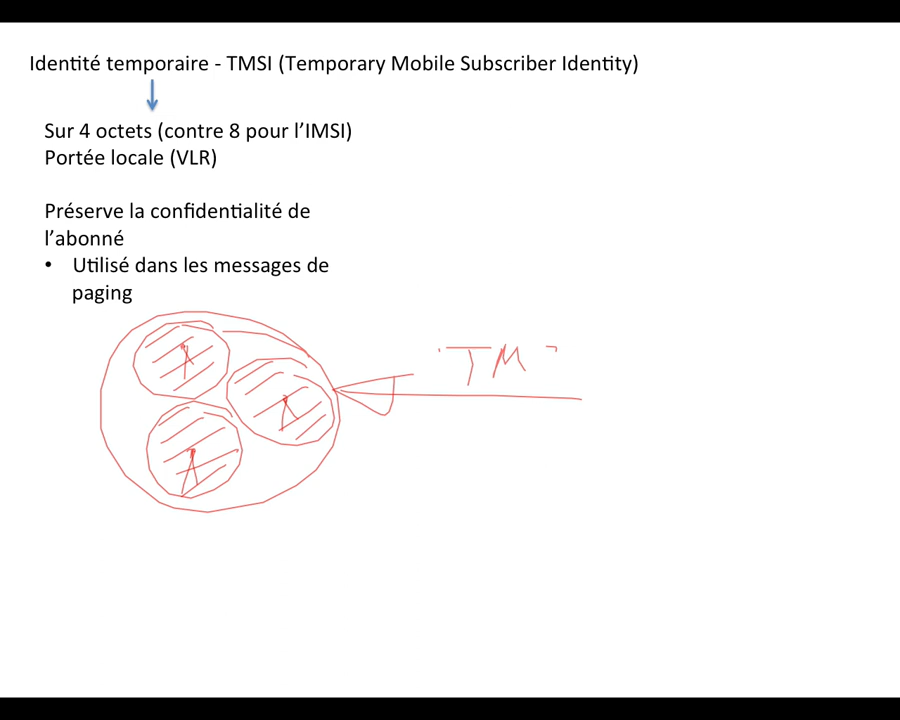 Identité temporaire - TMSI (Temporary Mobile Subscriber Identity)
Sur 4 octets (contre 8 pour l'IMSI)
Portée locale (VLR)
Préserve la confidentialité de
l'abonné
• Utilisé dans les messages de
paging
TM